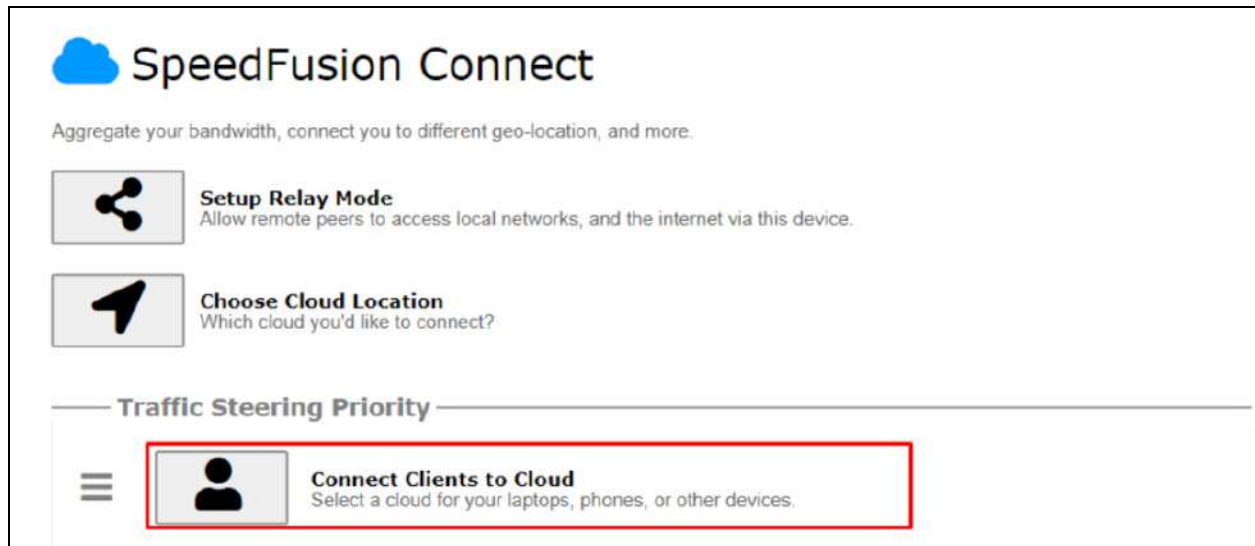 SpeedFusion Connect
Aggregate your bandwidth, connect you to different geo-location, and more.
Setup Relay Mode
Allow remote peers to access local networks, and the internet via this device.
Choose Cloud Location
Which cloud you'd like to connect?
Traffic Steering Priority
Connect Clients to Cloud
Select a cloud for your laptops, phones, or other devices.